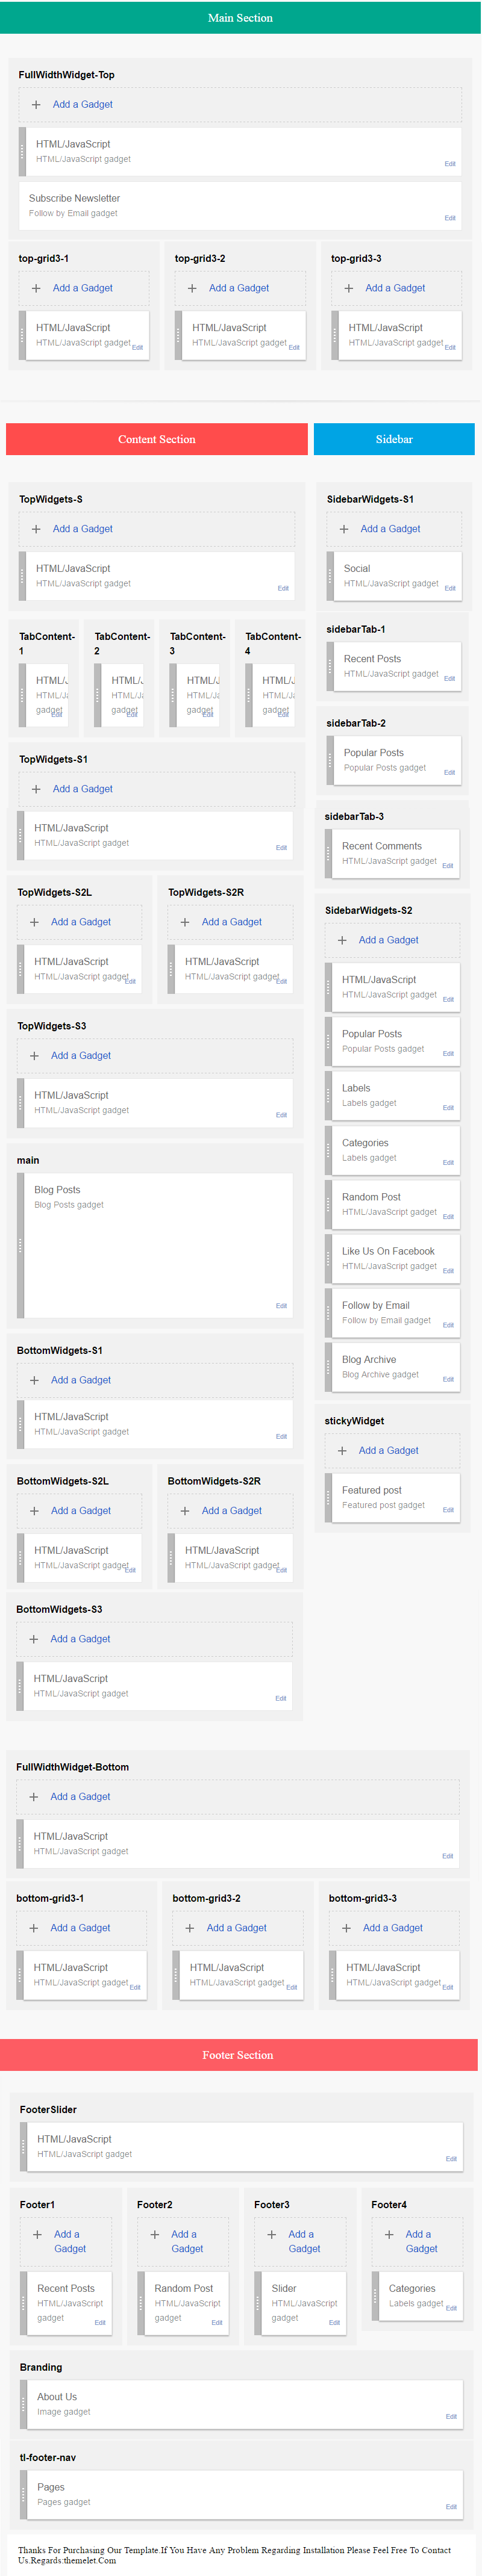 Main Section
FullWidthWidget-Top
Add a Gadget
HTML/JavaScript
HTML/JavaScript gadget
Edit
Subscribe Newsletter
Follow by Email gadget
Edit
top-grid3-1
Add a Gadget
HTML/JavaScript
HTML/JavaScript gadget
Edit
top-grid3-2
Add a Gadget
HTML/JavaScript
HTML/JavaScript gadget
Edit
top-grid3-3
Add a Gadget
HTML/JavaScript
HTML/JavaScript gadget
Edit
Content Section
TopWidgets-S
Add a Gadget
HTML/JavaScript
HTML/JavaScript gadget
Edit
TabContent-
1
HTML/J
HTML/Ja
gadget
Edit
TabContent-
2
HTML/J
HTML/Ja
gadget
Edit
TabContent-
3
HTML/J
HTML/Ja
gadget
Edit
TabContent-
4
HTML/J
HTML/Ja
gadget
Edit
TopWidgets-S1
Add a Gadget
HTML/JavaScript
HTML/JavaScript gadget
Edit
TopWidgets-S2L
Add a Gadget
HTML/JavaScript
HTML/JavaScript gadget
Edit
TopWidgets-S2R
Add a Gadget
HTML/JavaScript
HTML/JavaScript gadget
Edit
TopWidgets-S3
Add a Gadget
HTML/JavaScript
HTML/JavaScript gadget
Edit
main
Blog Posts
Blog Posts gadget
Edit
BottomWidgets-S1
Add a Gadget
HTML/JavaScript
HTML/JavaScript gadget
Edit
BottomWidgets-S2L
Add a Gadget
HTML/JavaScript
HTML/JavaScript gadget
Edit
BottomWidgets-S2R
Add a Gadget
HTML/JavaScript
HTML/JavaScript gadget
Edit
BottomWidgets-S3
Add a Gadget
HTML/JavaScript
HTML/JavaScript gadget
Edit
Sidebar
SidebarWidgets-S1
Add a Gadget
Social
HTML/JavaScript gadget
Edit
sidebarTab-1
Recent Posts
HTML/JavaScript gadget
Edit
sidebarTab-2
Popular Posts
Popular Posts gadget
Edit
sidebarTab-3
Recent Comments
HTML/JavaScript gadget
Edit
SidebarWidgets-S2
Add a Gadget
HTML/JavaScript
HTML/JavaScript gadget
Edit
Popular Posts
Popular Posts gadget
Edit
Labels
Labels gadget
Edit
Categories
Labels gadget
Edit
Random Post
HTML/JavaScript gadget
Edit
Like Us On Facebook
HTML/JavaScript gadget
Edit
Follow by Email
Follow by Email gadget
Edit
Blog Archive
Blog Archive gadget
Edit
stickyWidget
Add a Gadget
Featured post
Featured post gadget
Edit
FullWidthWidget-Bottom
Add a Gadget
HTML/JavaScript
HTML/JavaScript gadget
Edit
bottom-grid3-1
Add a Gadget
HTML/JavaScript
HTML/JavaScript gadget
Edit
bottom-grid3-2
Add a Gadget
HTML/JavaScript
HTML/JavaScript gadget
Edit
bottom-grid3-3
Add a Gadget
HTML/JavaScript
HTML/JavaScript gadget
Edit
Footer Section
FooterSlider
HTML/JavaScript
HTML/JavaScript gadget
Edit
Footer1
Add a
Gadget
Recent Posts
HTML/JavaScript
gadget
Edit
Footer2
Add a
Gadget
Random Post
HTML/JavaScript
gadget
Edit
Footer3
Add a
Gadget
Slider
HTML/JavaScript
gadget
Edit
Footer4
Add a
Gadget
Categories
Labels gadget
Edit
Branding
About Us
Image gadget
Edit
tl-footer-nav
Pages
Pages gadget
Edit
Thanks For Purchasing Our Template.If You Have Any Problem Regarding Installation Please Feel Free To Contact
Us.Regards:themelet.Com